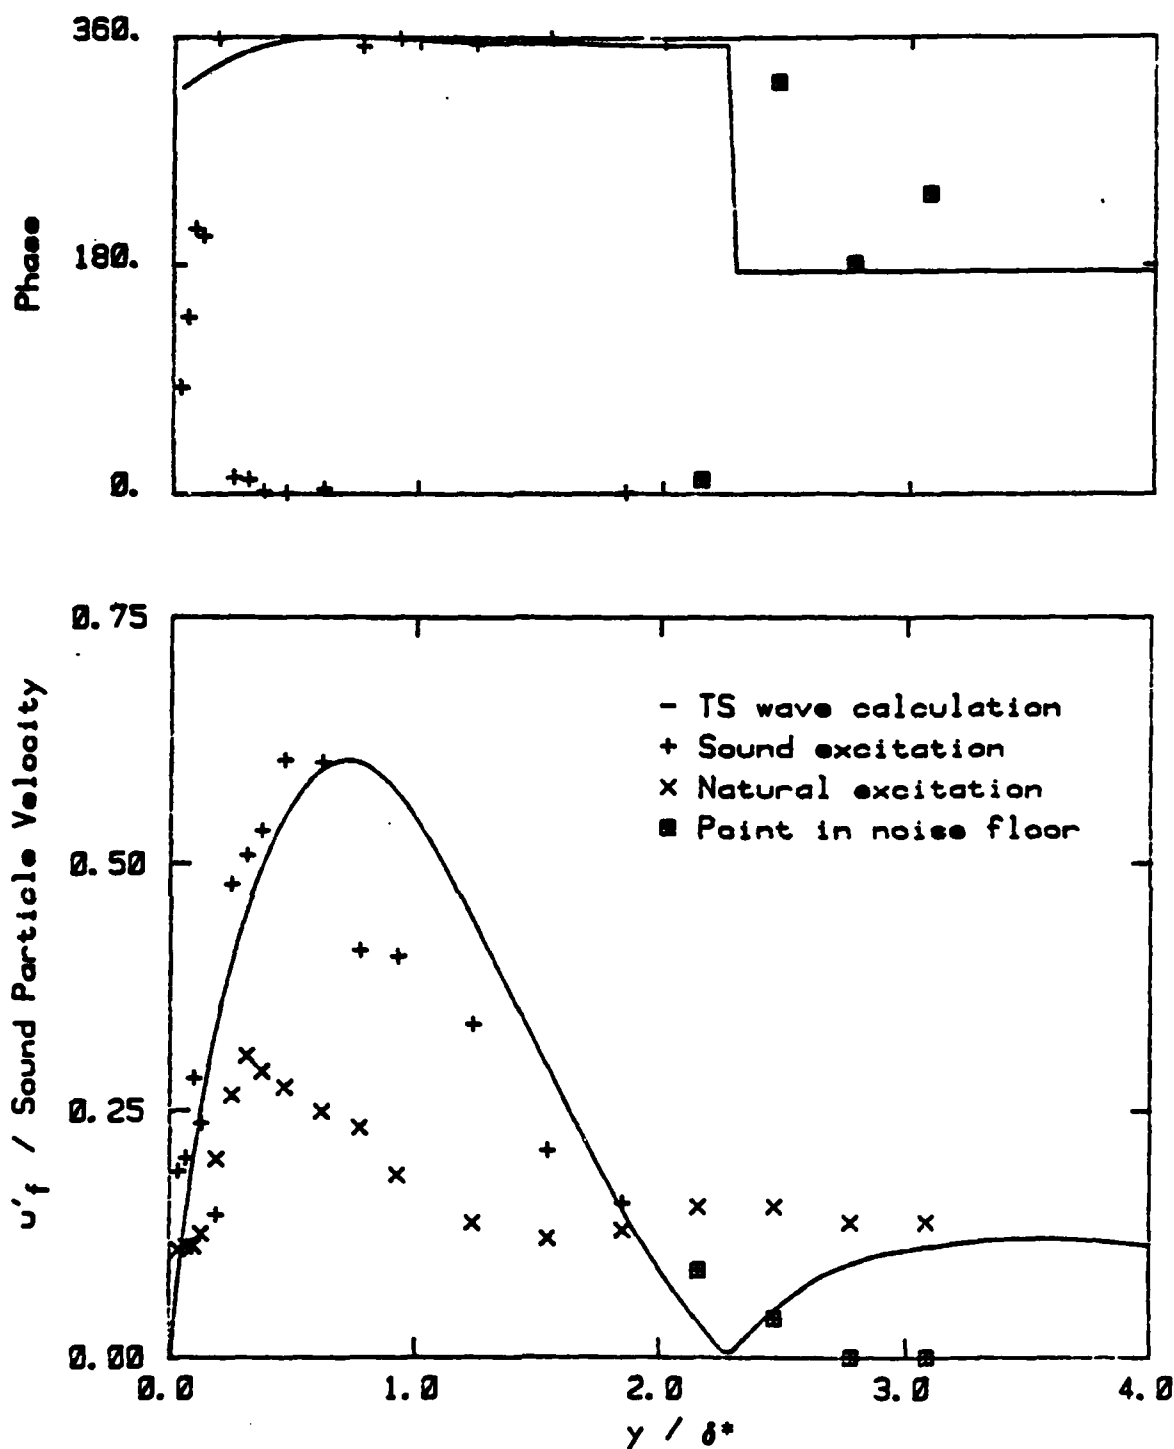 360.
180.
0.
Phase
0.75
0.50
0.25
0.00
u'f / Sound Particle Velocity
– TS wave calculation
+ Sound excitation
× Natural excitation
■ Point in noise floor
0.0 1.0 2.0 3.0 4.0
y / δ*